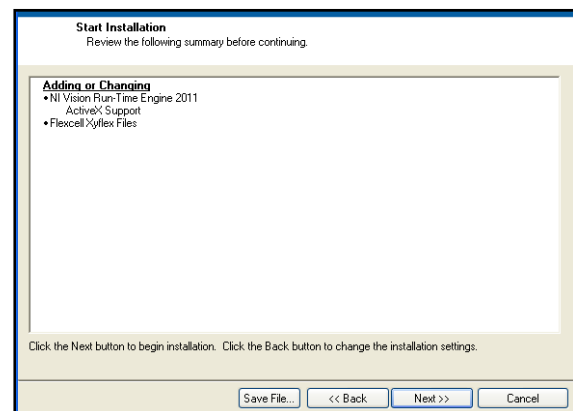 Start Installation
Review the following summary before continuing.
Adding or Changing
•NI Vision Run-Time Engine 2011
ActiveX Support
•Flexcell Xyflex Files
Click the Next button to begin installation. Click the Back button to change the installation settings.
Save File... << Back Next >> Cancel